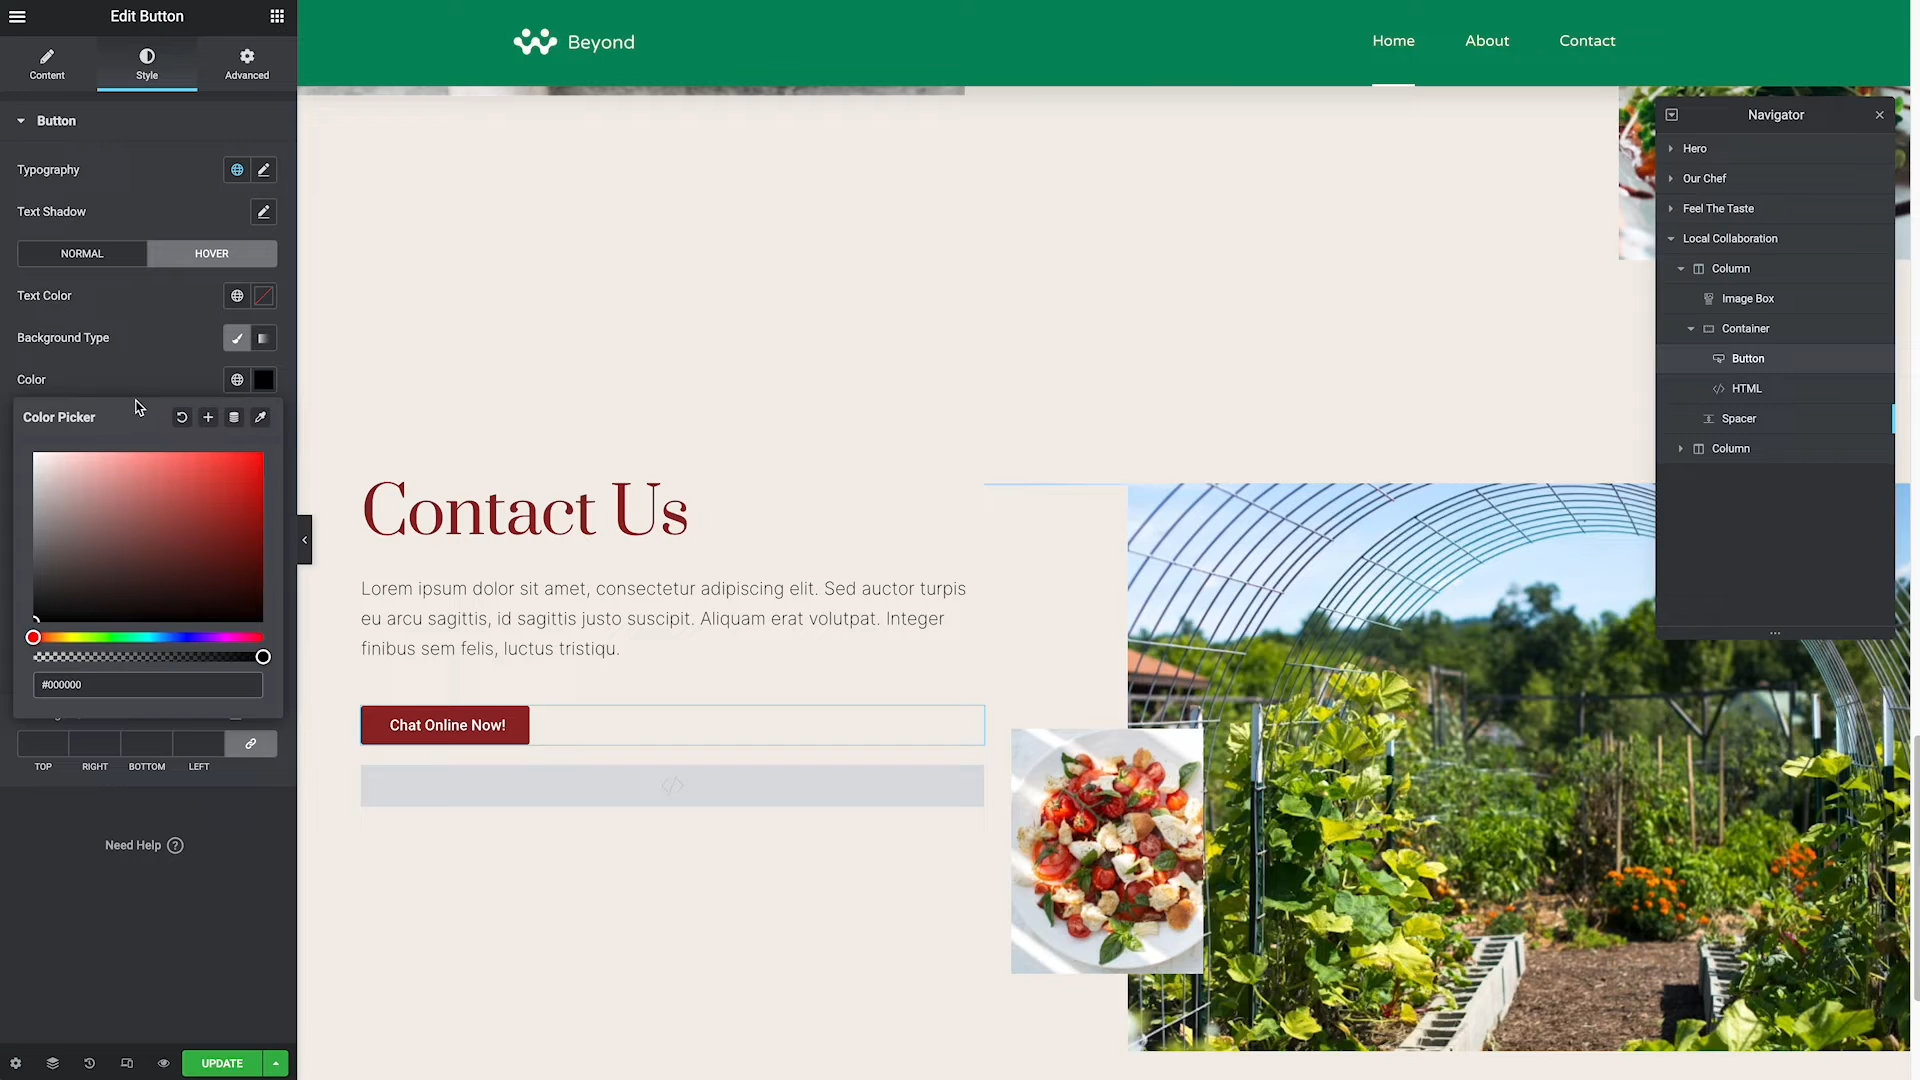 Edit Button
Content
Style
Advanced
Button
Typography
Text Shadow
NORMAL
HOVER
Text Color
Background Type
Color
Color Picker
#000000
TOP
RIGHT
BOTTOM
LEFT
Need Help
?
UPDATE
Beyond
Home
About
Contact
Contact Us
Lorem ipsum dolor sit amet, consectetur adipiscing elit. Sed auctor turpis
eu arcu sagittis, id sagittis justo suscipit. Aliquam erat volutpat. Integer
finibus sem felis, luctus tristiqu.
Chat Online Now!
Navigator
Hero
Our Chef
Feel The Taste
Local Collaboration
Column
Image Box
Container
Button
HTML
Spacer
Column